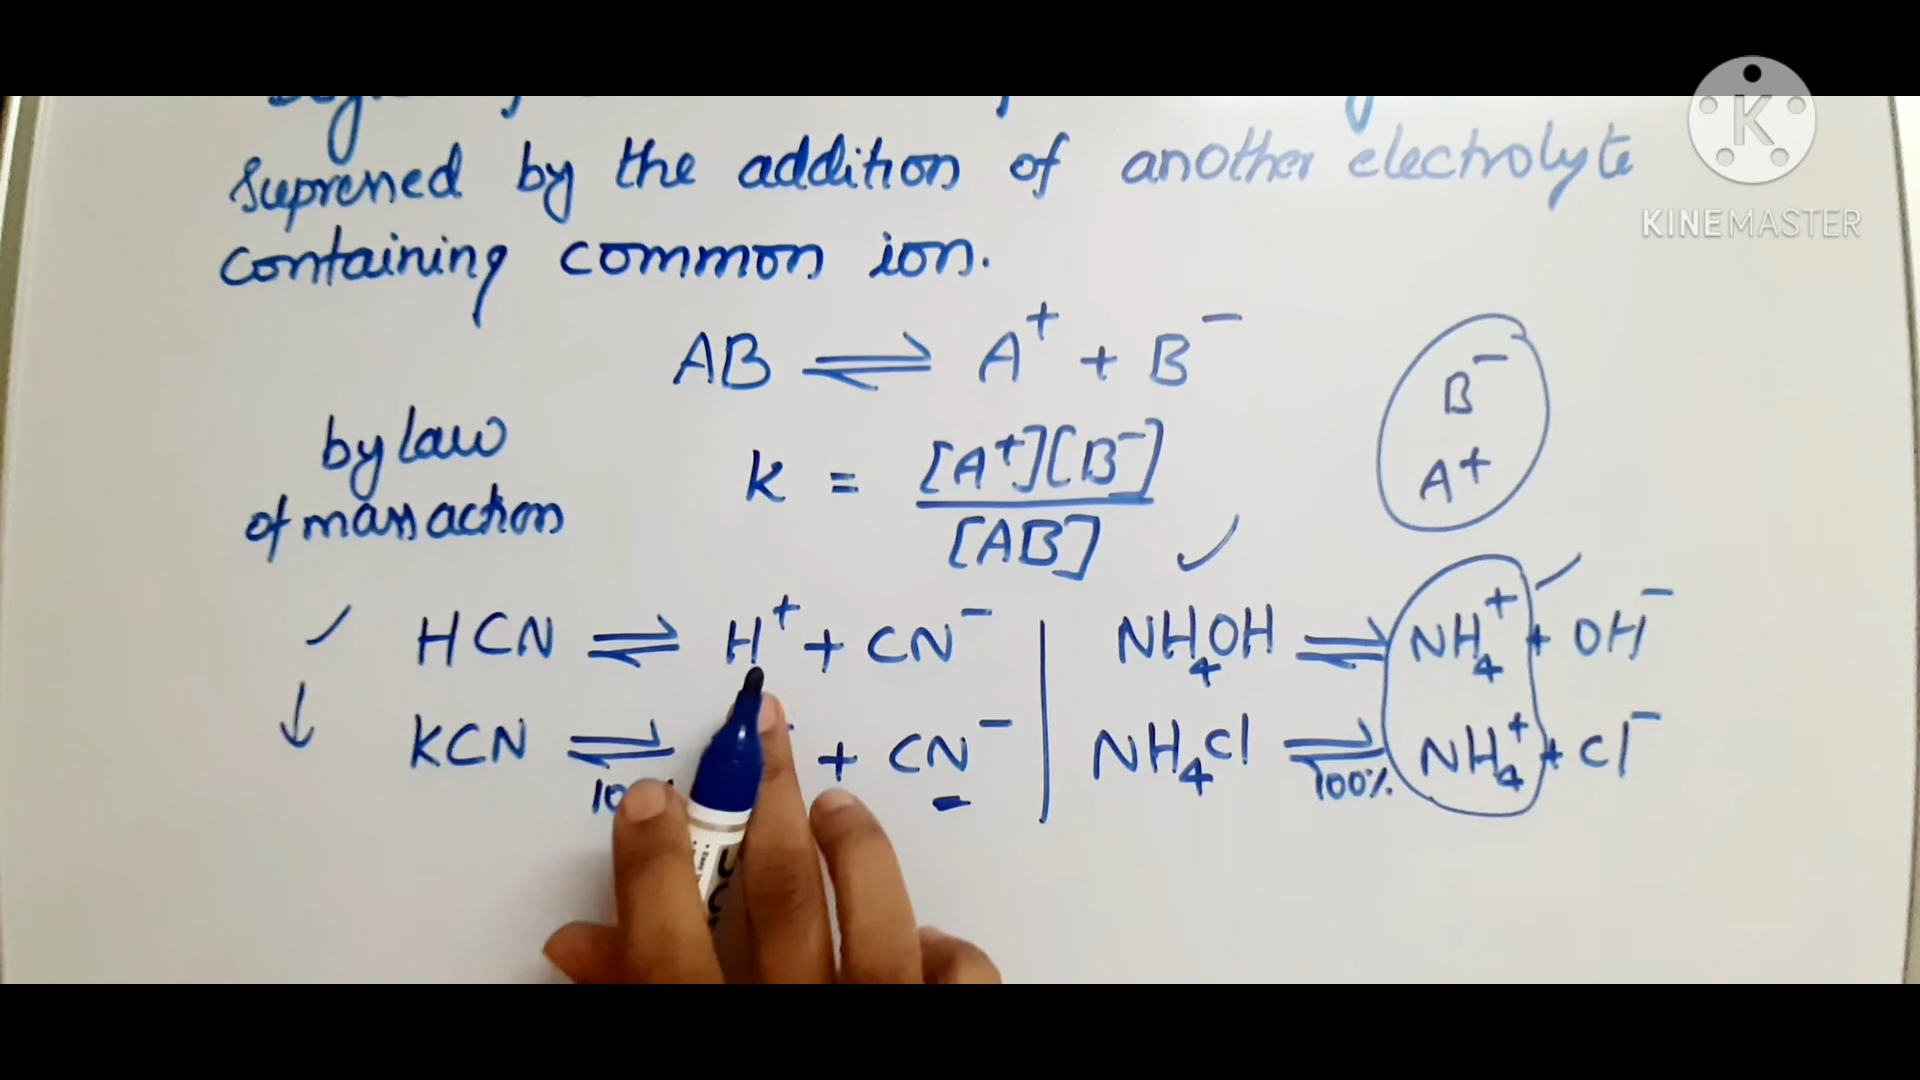 supressed by the addition of another electrolyte
containing common ion.
AB ⇌ A⁺ + B⁻
B⁻
A⁺
by law
of mass action
k = [A⁺][B⁻]
[AB]
HCN ⇌ H⁺ + CN⁻
NH₄OH ⇌ NH₄⁺ + OH⁻
KCN ⇌ + CN⁻
NH₄Cl ⇌ NH₄⁺ + Cl⁻
100%
K
KINEMASTER